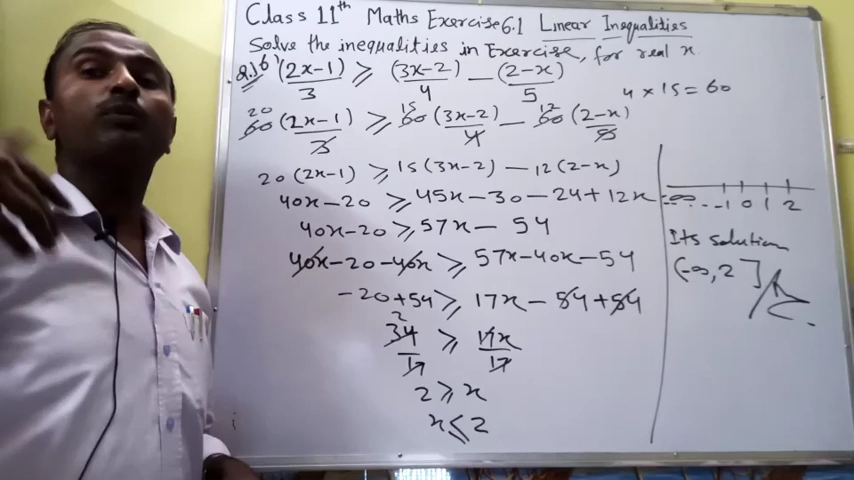 Class 11th Maths Exercise 6.1 Linear Inequalities
Solve the inequalities in Exercise, for real x.
Q.16) (2x-1)/3 ≥ (3x-2)/4 - (2-x)/5
4 × 15 = 60
20 15 12
60(2x-1)/3 ≥ 60(3x-2)/4 - 60(2-x)/5
20(2x-1) ≥ 15(3x-2) - 12(2-x)
40x-20 ≥ 45x-30-24+12x
40x-20 ≥ 57x-54
40x-20-40x ≥ 57x-40x-54
-20+54 ≥ 17x-54+54
2
34/17 ≥ 17x/17
2 ≥ x
x ≤ 2
-∞ ..... -1 0 1 2
Its solution
(-∞, 2]